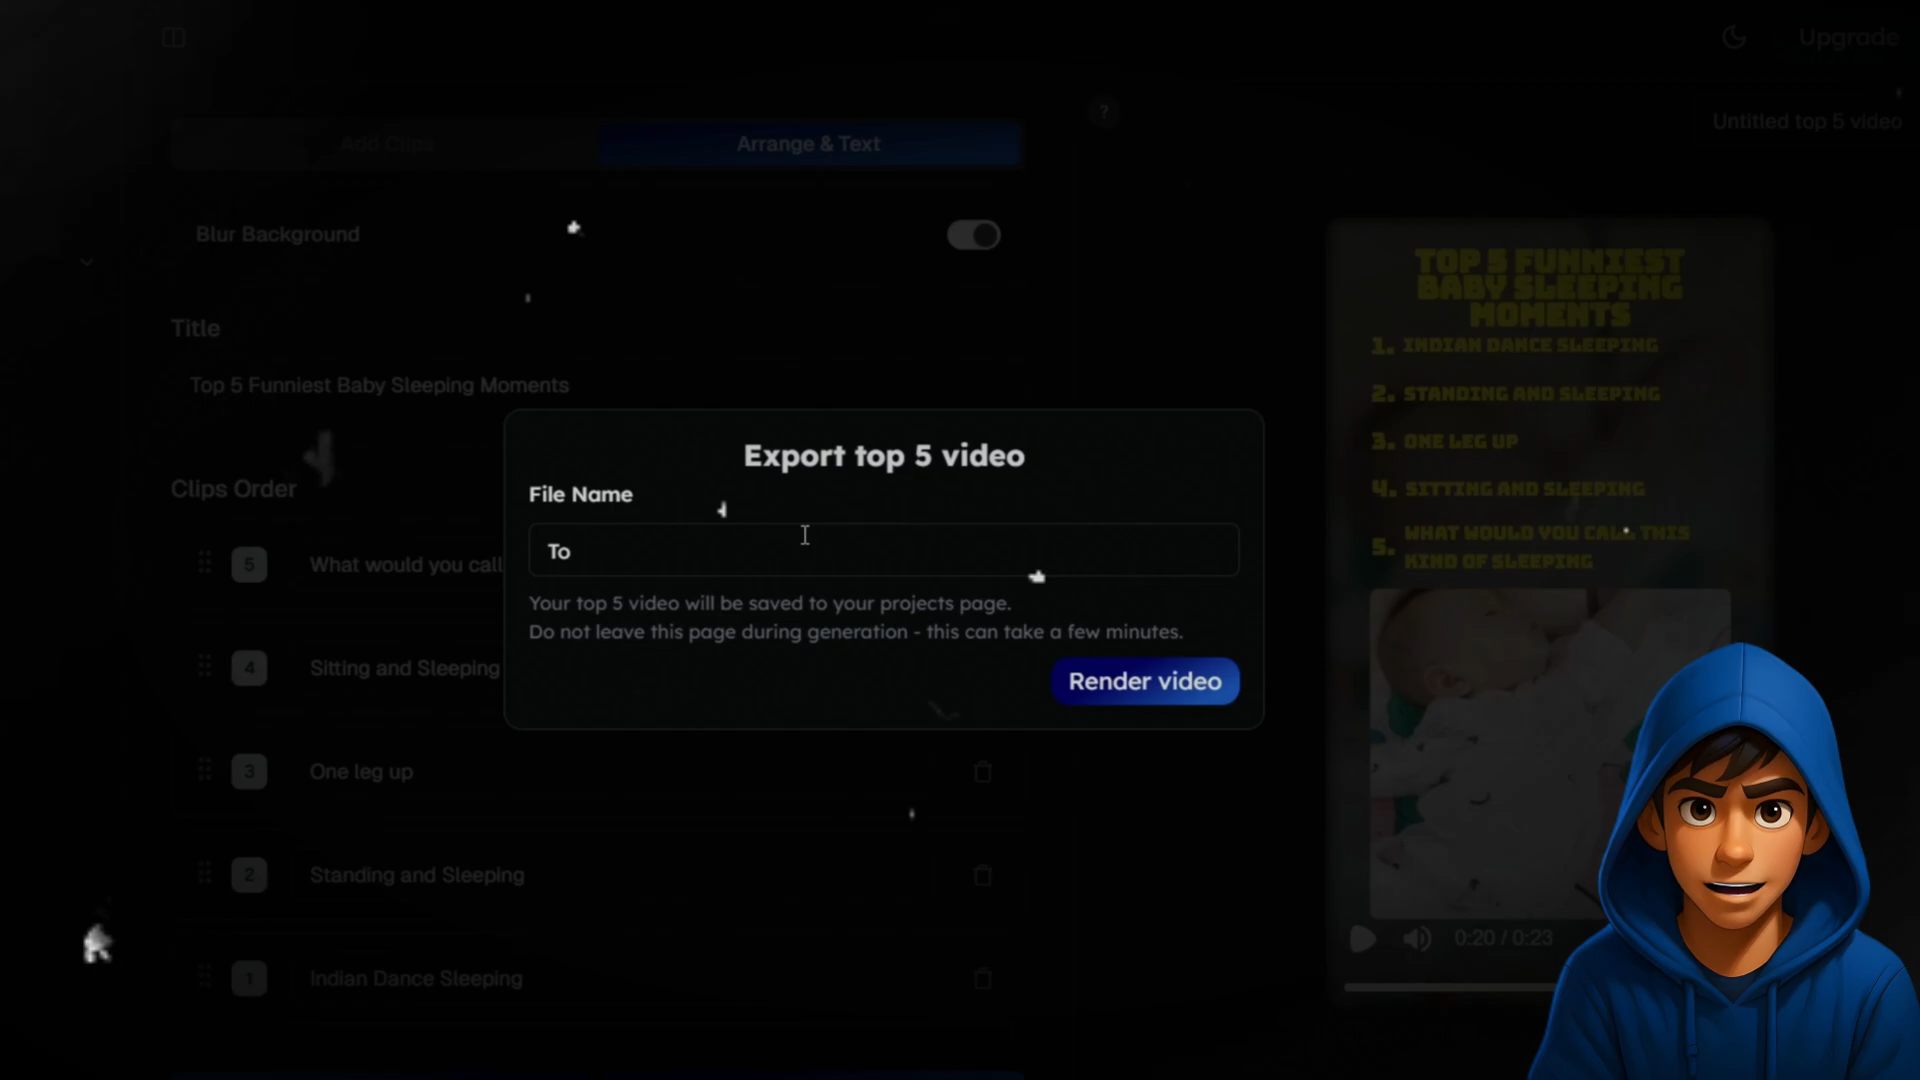 Upgrade
?
Untitled top 5 video
Add Clips
Arrange & Text
Blur Background
Title
Top 5 Funniest Baby Sleeping Moments
Clips Order
5
What would you call
4
Sitting and Sleeping
3
One leg up
2
Standing and Sleeping
1
Indian Dance Sleeping
Export top 5 video
File Name
To
Your top 5 video will be saved to your projects page.
Do not leave this page during generation - this can take a few minutes.
Render video
TOP 5 FUNNIEST
BABY SLEEPING
MOMENTS
1. INDIAN DANCE SLEEPING
2. STANDING AND SLEEPING
3. ONE LEG UP
4. SITTING AND SLEEPING
5. WHAT WOULD YOU CALL THIS
KIND OF SLEEPING
0:20 / 0:23